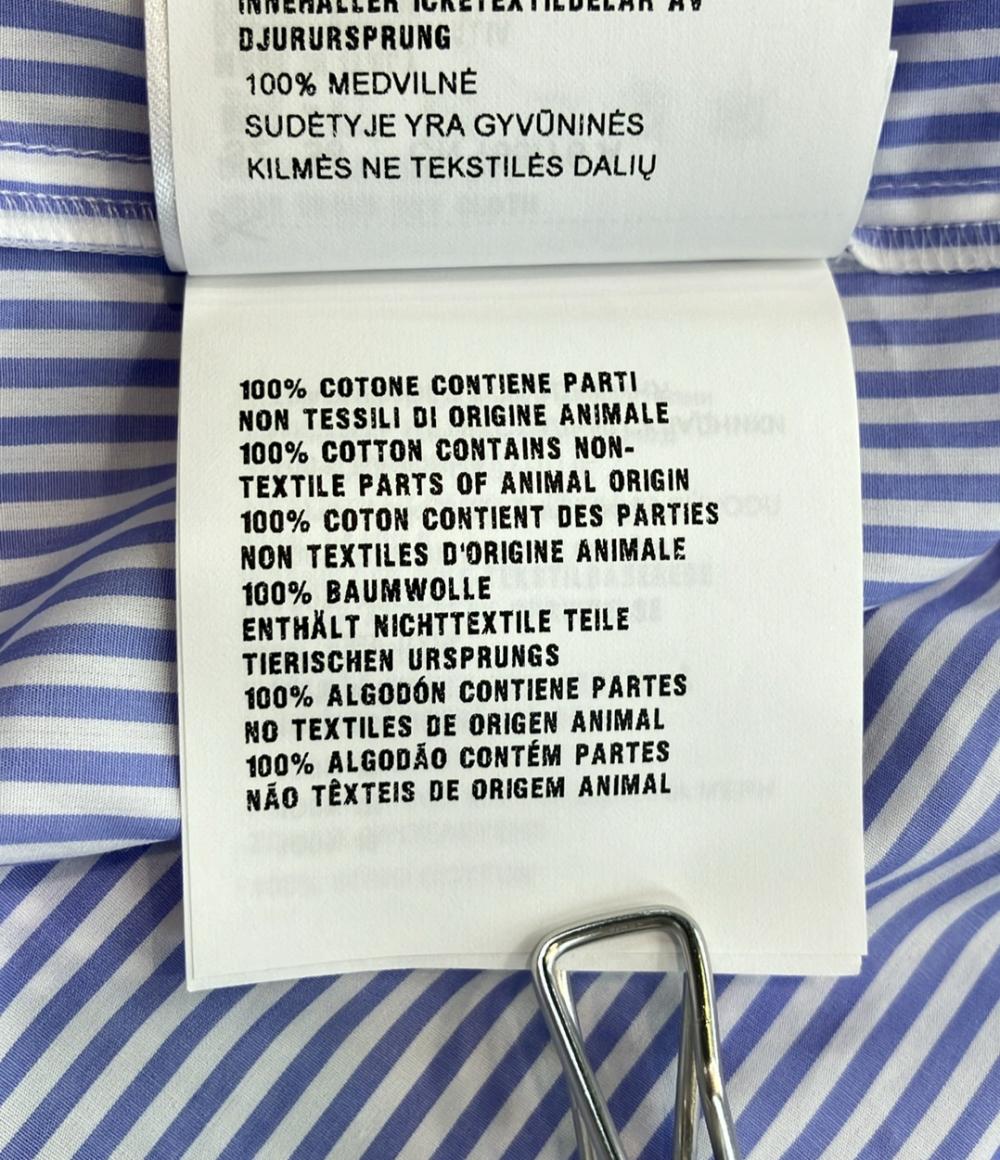 INNEHÅLLER ICKETEXTILDELAR AV
DJURURSPRUNG
100% MEDVILNĖ
SUDĖTYJE YRA GYVŪNINĖS
KILMĖS NE TEKSTILĖS DALIŲ
100% COTONE CONTIENE PARTI
NON TESSILI DI ORIGINE ANIMALE
100% COTTON CONTAINS NON-
TEXTILE PARTS OF ANIMAL ORIGIN
100% COTON CONTIENT DES PARTIES
NON TEXTILES D'ORIGINE ANIMALE
100% BAUMWOLLE
ENTHÄLT NICHTTEXTILE TEILE
TIERISCHEN URSPRUNGS
100% ALGODÓN CONTIENE PARTES
NO TEXTILES DE ORIGEN ANIMAL
100% ALGODÃO CONTÉM PARTES
NÃO TÊXTEIS DE ORIGEM ANIMAL